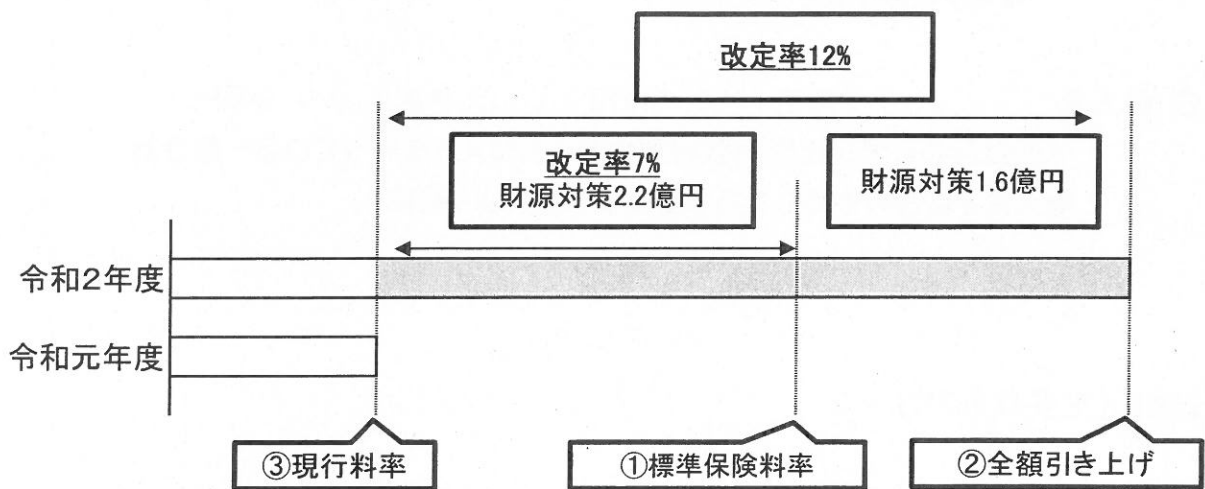 改定率12%
改定率7%
財源対策2.2億円
財源対策1.6億円
令和2年度
令和元年度
③現行料率
①標準保険料率
②全額引き上げ